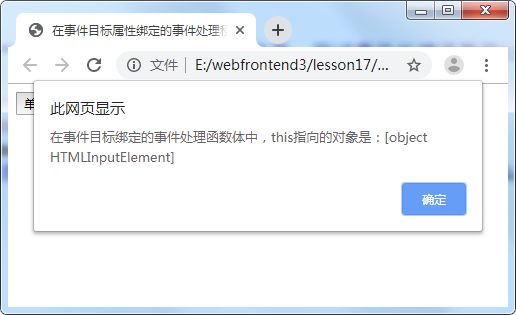 在事件目标属性绑定的事件处理
文件 E:/webfrontend3/lesson17/...
单
此网页显示
在事件目标绑定的事件处理函数体中，this指向的对象是：[object
HTMLInputElement]
确定